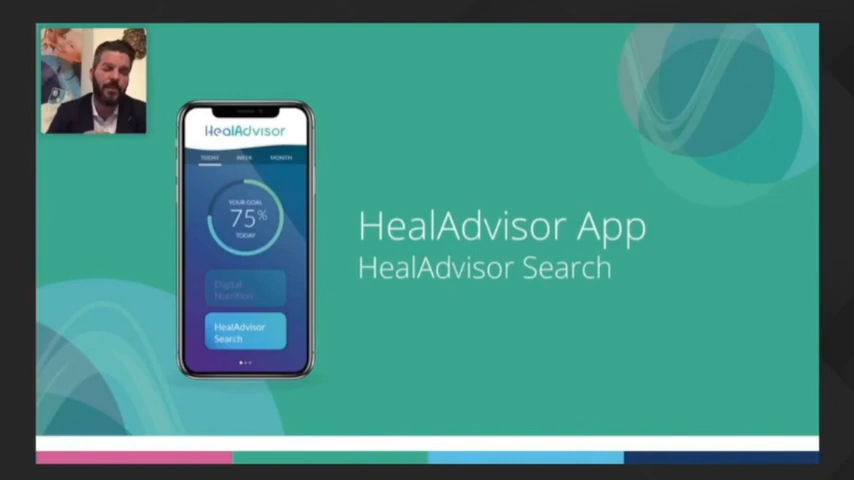 HealAdvisor
TODAY WEEK MONTH
YOUR GOAL
75%
TODAY
Digital
Nutrition
HealAdvisor
Search
HealAdvisor App
HealAdvisor Search